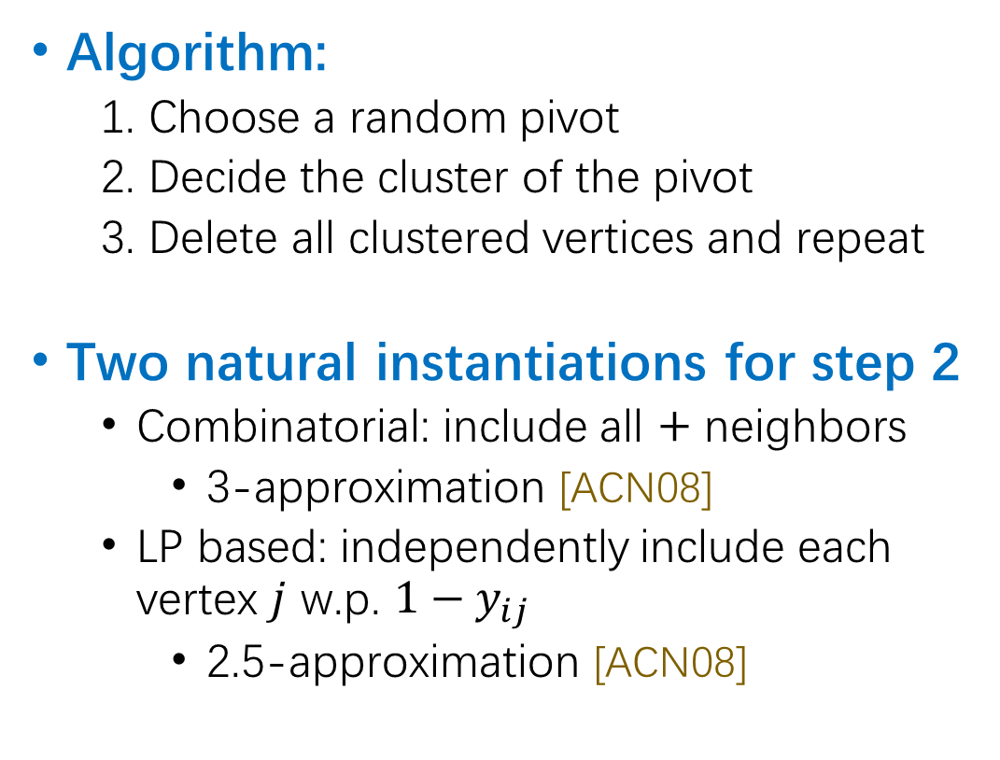 • Algorithm:
1. Choose a random pivot
2. Decide the cluster of the pivot
3. Delete all clustered vertices and repeat
• Two natural instantiations for step 2
• Combinatorial: include all + neighbors
• 3-approximation [ACN08]
• LP based: independently include each
vertex 𝑗 w.p. 1 − 𝑦𝑖𝑗
• 2.5-approximation [ACN08]